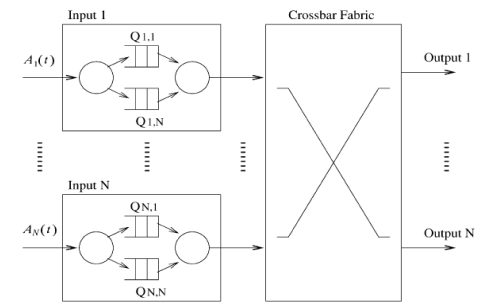 Input 1
Crossbar Fabric
A1(t)
Q1,1
Q1,N
Output 1
Input N
AN(t)
QN,1
QN,N
Output N